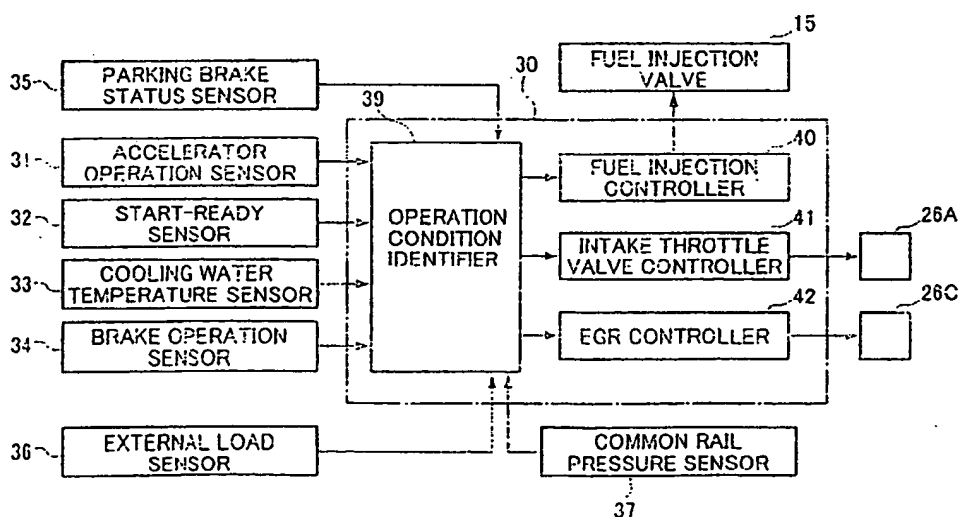 15
FUEL INJECTION
VALVE
30
35
PARKING BRAKE
STATUS SENSOR
39
40
31
ACCELERATOR
OPERATION SENSOR
FUEL INJECTION
CONTROLLER
32
START-READY
SENSOR
OPERATION
CONDITION
IDENTIFIER
41
INTAKE THROTTLE
VALVE CONTROLLER
26A
33
COOLING WATER
TEMPERATURE SENSOR
42
26C
34
BRAKE OPERATION
SENSOR
EGR CONTROLLER
36
EXTERNAL LOAD
SENSOR
COMMON RAIL
PRESSURE SENSOR
37